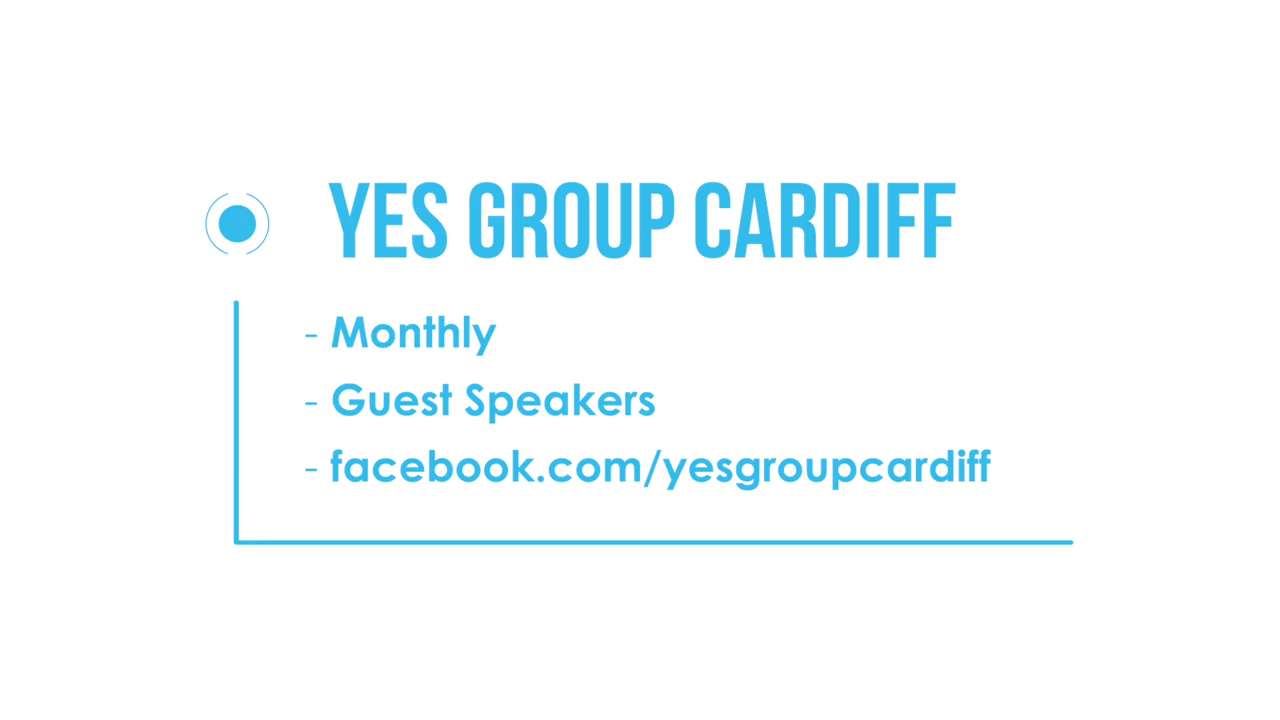 YES GROUP CARDIFF
- Monthly
- Guest Speakers
- facebook.com/yesgroupcardiff